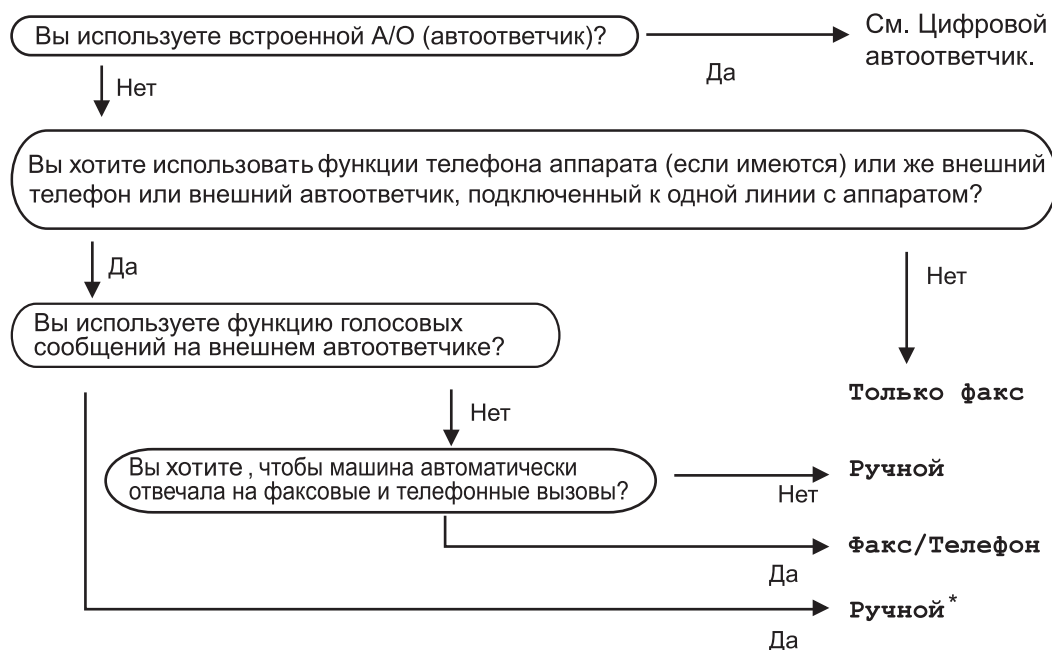 Вы используете встроенной А/О (автоответчик)?
См. Цифровой
автоответчик.
Да
Нет
Вы хотите использовать функции телефона аппарата (если имеются) или же внешний
телефон или внешний автоответчик, подключенный к одной линии с аппаратом?
Да
Нет
Вы используете функцию голосовых
сообщений на внешнем автоответчике?
Только факс
Нет
Вы хотите, чтобы машина автоматически
отвечала на факсовые и телефонные вызовы?
Ручной
Нет
Факс/Телефон
Да
Ручной*
Да